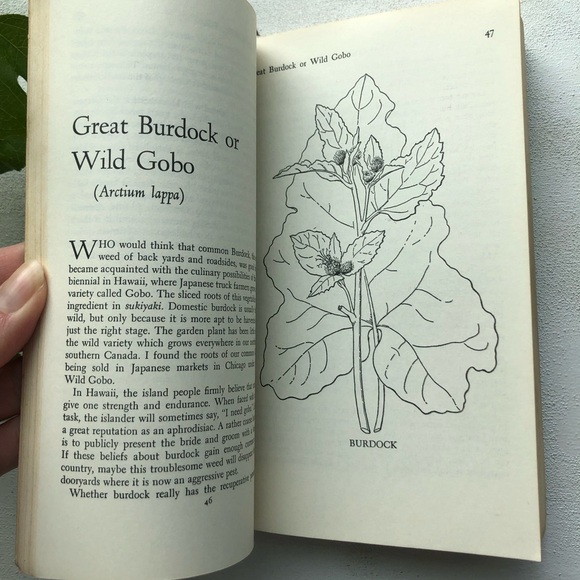 Great Burdock or
Wild Gobo
(Arctium lappa)
WHO would think that common Burdock,
weed of back yards and roadsides, was
became acquainted with the culinary possibilities
biennial in Hawaii, where Japanese truck farmers
variety called Gobo. The sliced roots of this vegetable
ingredient in sukiyaki. Domestic burdock is
wild, but only because it is more apt to be
just the right stage. The garden plant has been
the wild variety which grows everywhere in our
southern Canada. I found the roots of our
being sold in Japanese markets in Chicago
Wild Gobo.
In Hawaii, the island people firmly believe that
give one strength and endurance. When faced
task, the islander will sometimes say, "I need
a great reputation as an aphrodisiac. A rather
is to publicly present the bride and groom with
If these beliefs about burdock gain enough
country, maybe this troublesome weed will disappear
dooryards where it is now an aggressive pest.
Whether burdock really has the recuperative
46
47
Burdock or Wild Gobo
BURDOCK